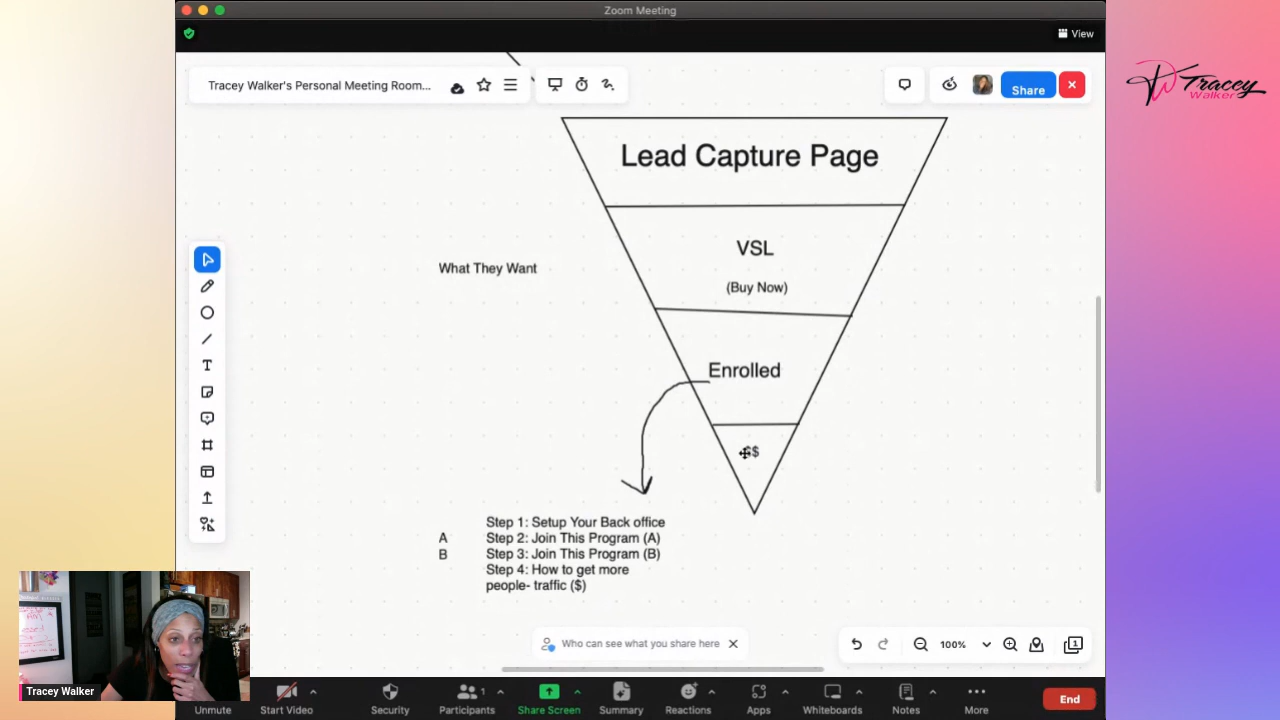 Zoom Meeting
View
Tracey Walker's Personal Meeting Room...
Share
Tracey
Walker
Lead Capture Page
VSL
(Buy Now)
What They Want
Enrolled
$
Step 1: Setup Your Back office
A Step 2: Join This Program (A)
B Step 3: Join This Program (B)
Step 4: How to get more
people- traffic ($)
Who can see what you share here
100%
1
Tracey Walker
Unmute
Start Video
Security
Participants 1
Share Screen
Summary
Reactions
Apps
Whiteboards
Notes
More
End